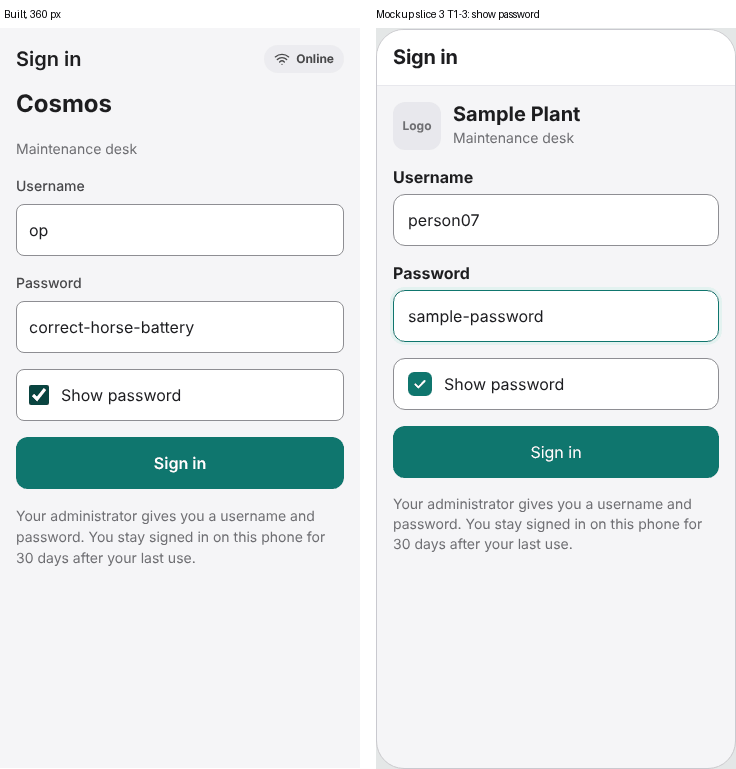 Built, 360 px
Sign in
Online
Cosmos
Maintenance desk
Username
op
Password
correct-horse-battery
Show password
Sign in
Your administrator gives you a username and
password. You stay signed in on this phone for
30 days after your last use.
Mockup slice 3 T1-3: show password
Sign in
Logo
Sample Plant
Maintenance desk
Username
person07
Password
sample-password
Show password
Sign in
Your administrator gives you a username and
password. You stay signed in on this phone for
30 days after your last use.